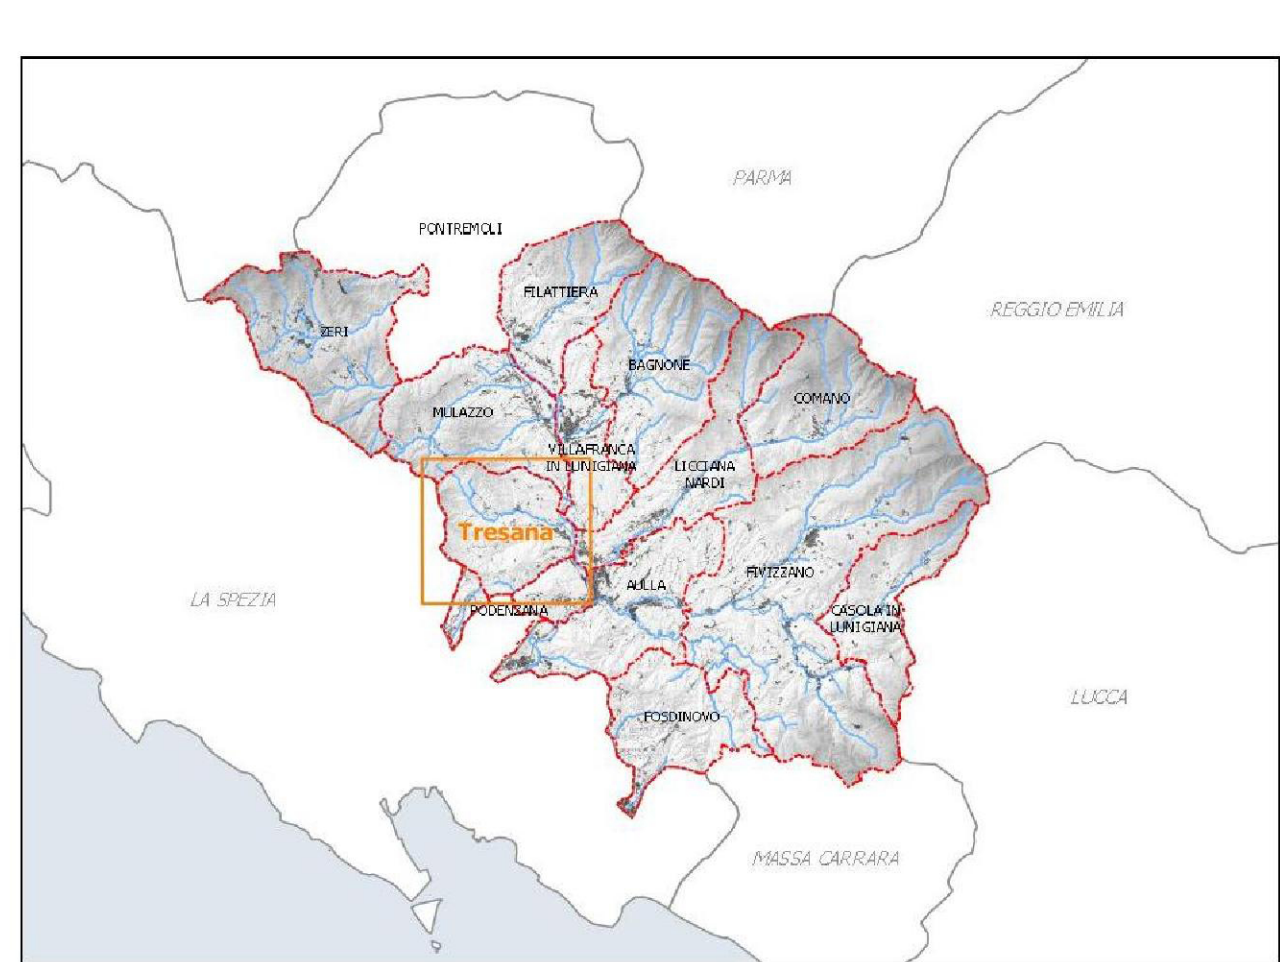 PARMA
PONTREMOLI
FILATTIERA
REGGIO EMILIA
ZERI
BAGNONE
COMANO
MULAZZO
VILLAFRANCA
IN LUNIGIANA
LICCIANA
NARDI
Tresana
FIVIZZANO
AULLA
LA SPEZIA
PODENZANA
CASOLA IN
LUNIGIANA
LUCCA
FOSDINOVO
MASSA CARRARA